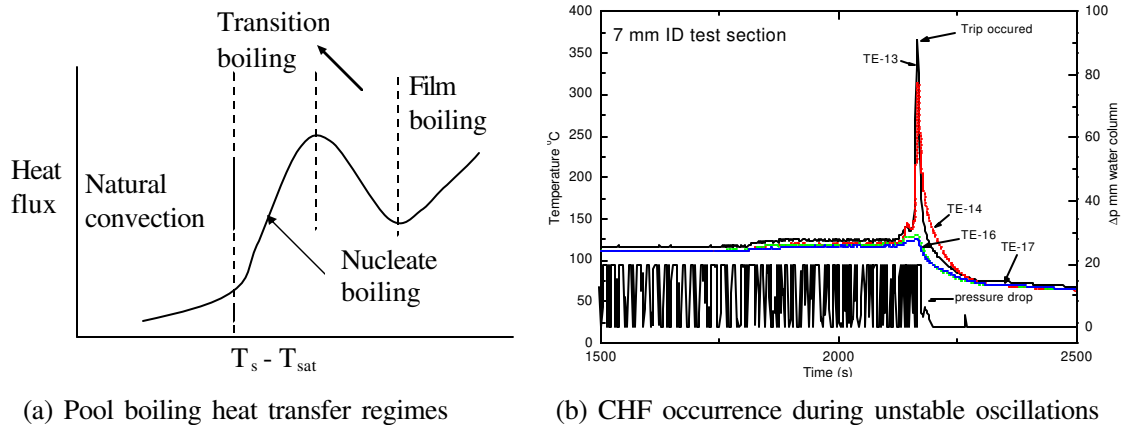 Transition
boiling
Film
boiling
Heat
flux
Natural
convection
Nucleate
boiling
T s - T sat
(a) Pool boiling heat transfer regimes
7 mm ID test section
Trip occured
TE-13
TE-14
TE-16
TE-17
pressure drop
Temperature °C
400
350
300
250
200
150
100
50
0
1500
2000
2500
Time (s)
100
80
60
40
20
0
Δp mm water column
(b) CHF occurrence during unstable oscillations